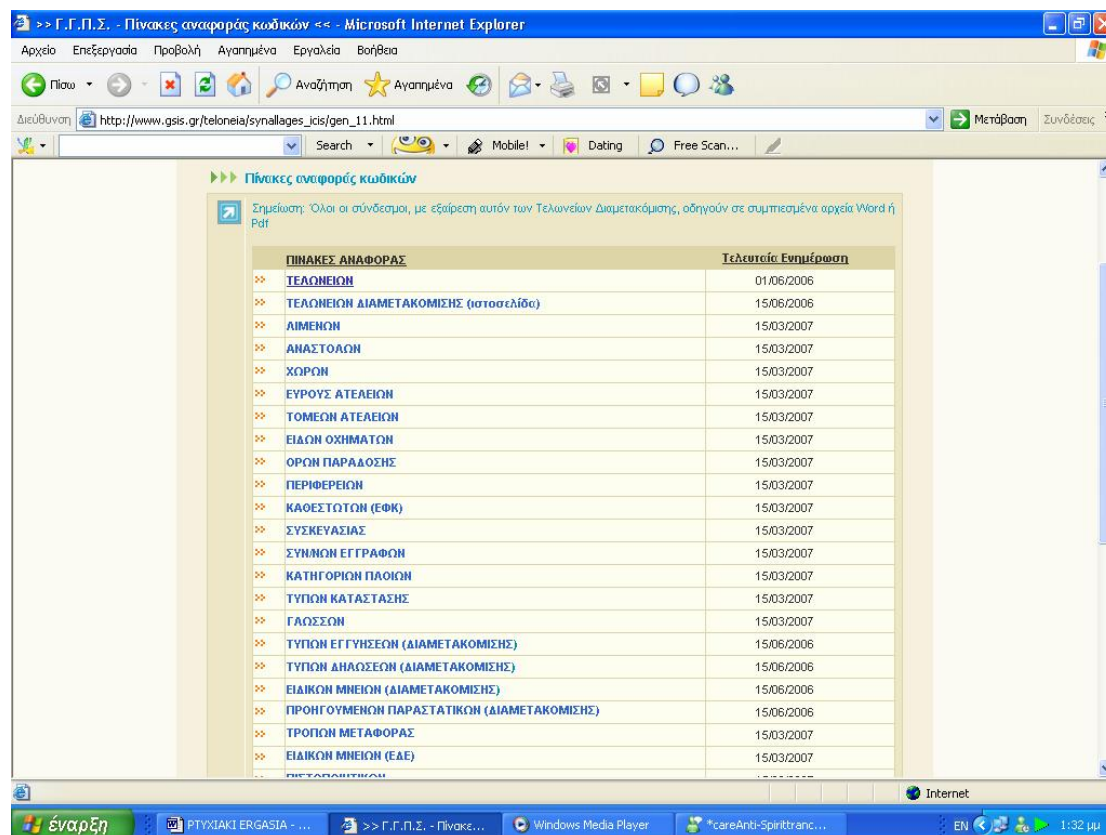 >> Γ.Γ.Π.Σ. - Πίνακες αναφοράς κωδικών << - Microsoft Internet Explorer
Αρχείο Επεξεργασία Προβολή Αγαπημένα Εργαλεία Βοήθεια
Πίσω Αναζήτηση Αγαπημένα
Διεύθυνση http://www.gsis.gr/teloneia/synallages_icis/gen_11.html Μετάβαση Συνδέσεις
Search Mobile! Dating Free Scan...
Πίνακες αναφοράς κωδικών
Σημείωση: Όλοι οι σύνδεσμοι, με εξαίρεση αυτόν των Τελωνείων Διαμετακόμισης, οδηγούν σε συμπιεσμένα αρχεία Word ή
Pdf
ΠΙΝΑΚΕΣ ΑΝΑΦΟΡΑΣ Τελευταία Ενημέρωση
ΤΕΛΩΝΕΙΩΝ 01/06/2006
ΤΕΛΩΝΕΙΩΝ ΔΙΑΜΕΤΑΚΟΜΙΣΗΣ (ιστοσελίδα) 15/06/2006
ΛΙΜΕΝΩΝ 15/03/2007
ΑΝΑΣΤΟΛΩΝ 15/03/2007
ΧΩΡΩΝ 15/03/2007
ΕΥΡΟΥΣ ΑΤΕΛΕΙΩΝ 15/03/2007
ΤΟΜΕΩΝ ΑΤΕΛΕΙΩΝ 15/03/2007
ΕΙΔΩΝ ΟΧΗΜΑΤΩΝ 15/03/2007
ΟΡΩΝ ΠΑΡΑΔΟΣΗΣ 15/03/2007
ΠΕΡΙΦΕΡΕΙΩΝ 15/03/2007
ΚΑΘΕΣΤΩΤΩΝ (ΕΦΚ) 15/03/2007
ΣΥΣΚΕΥΑΣΙΑΣ 15/03/2007
ΣΥΝ/ΝΩΝ ΕΓΓΡΑΦΩΝ 15/03/2007
ΚΑΤΗΓΟΡΙΩΝ ΠΛΟΙΩΝ 15/03/2007
ΤΥΠΩΝ ΚΑΤΑΣΤΑΣΗΣ 15/03/2007
ΓΛΩΣΣΩΝ 15/03/2007
ΤΥΠΩΝ ΕΓΓΥΗΣΕΩΝ (ΔΙΑΜΕΤΑΚΟΜΙΣΗΣ) 15/06/2006
ΤΥΠΩΝ ΔΗΛΩΣΕΩΝ (ΔΙΑΜΕΤΑΚΟΜΙΣΗΣ) 15/06/2006
ΕΙΔΙΚΩΝ ΜΝΕΙΩΝ (ΔΙΑΜΕΤΑΚΟΜΙΣΗΣ) 15/06/2006
ΠΡΟΗΓΟΥΜΕΝΩΝ ΠΑΡΑΣΤΑΤΙΚΩΝ (ΔΙΑΜΕΤΑΚΟΜΙΣΗΣ) 15/06/2006
ΤΡΟΠΩΝ ΜΕΤΑΦΟΡΑΣ 15/03/2007
ΕΙΔΙΚΩΝ ΜΝΕΙΩΝ (ΕΔΕ) 15/03/2007
Internet
έναρξη PTYXIAKI ERGASIA - ... >> Γ.Γ.Π.Σ. - Πίνακε... Windows Media Player *careAnti-Spirittranc... EN 1:32 μμ